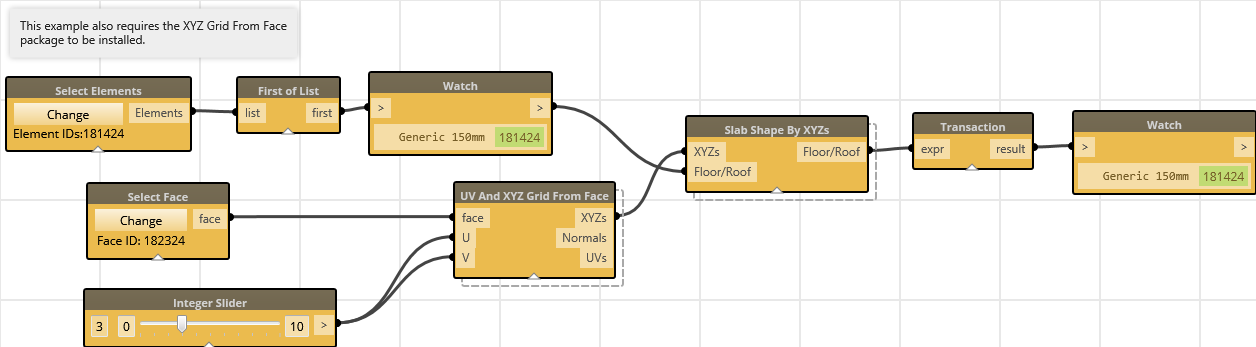 This example also requires the XYZ Grid From Face
package to be installed.
Select Elements
Change
Elements
Element IDs:181424
First of List
list
first
Watch
>
>
Generic 150mm 181424
Select Face
Change
face
Face ID: 182324
Integer Slider
3
0
10
>
UV And XYZ Grid From Face
face
XYZs
U
Normals
V
UVs
Slab Shape By XYZs
XYZs
Floor/Roof
Floor/Roof
Transaction
expr
result
Watch
>
>
Generic 150mm 181424